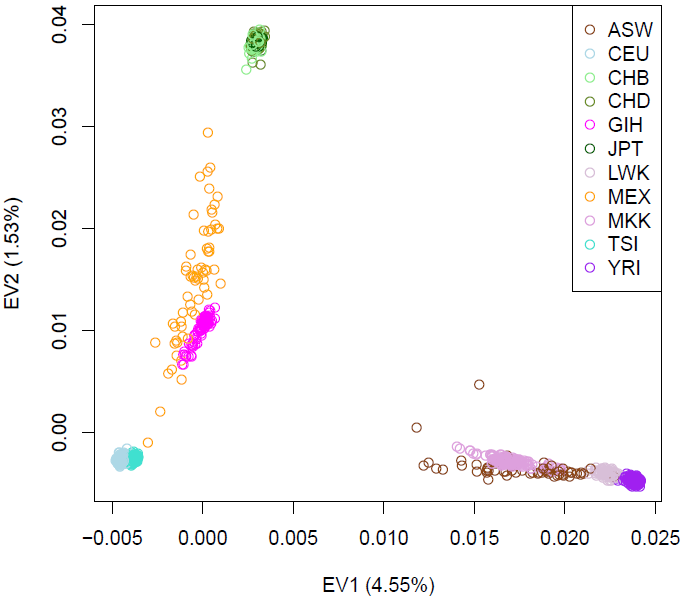 0.04
0.03
0.02
0.01
0.00
EV2 (1.53%)
ASW
CEU
CHB
CHD
GIH
JPT
LWK
MEX
MKK
TSI
YRI
−0.005 0.000 0.005 0.010 0.015 0.020 0.025
EV1 (4.55%)